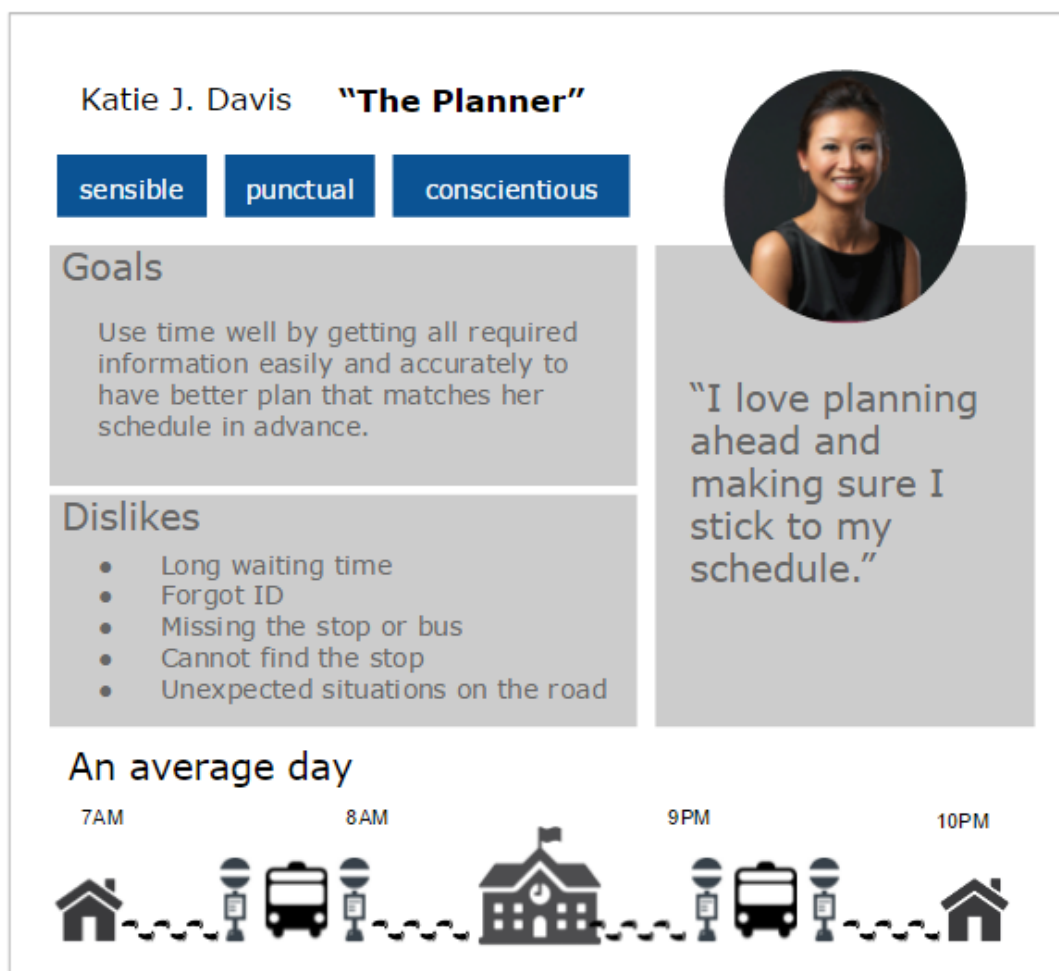 Katie J. Davis “The Planner”
sensible punctual conscientious
Goals
Use time well by getting all required
information easily and accurately to
have better plan that matches her
schedule in advance.
“I love planning
ahead and
making sure I
stick to my
schedule.”
Dislikes
● Long waiting time
● Forgot ID
● Missing the stop or bus
● Cannot find the stop
● Unexpected situations on the road
An average day
7AM 8AM 9PM 10PM